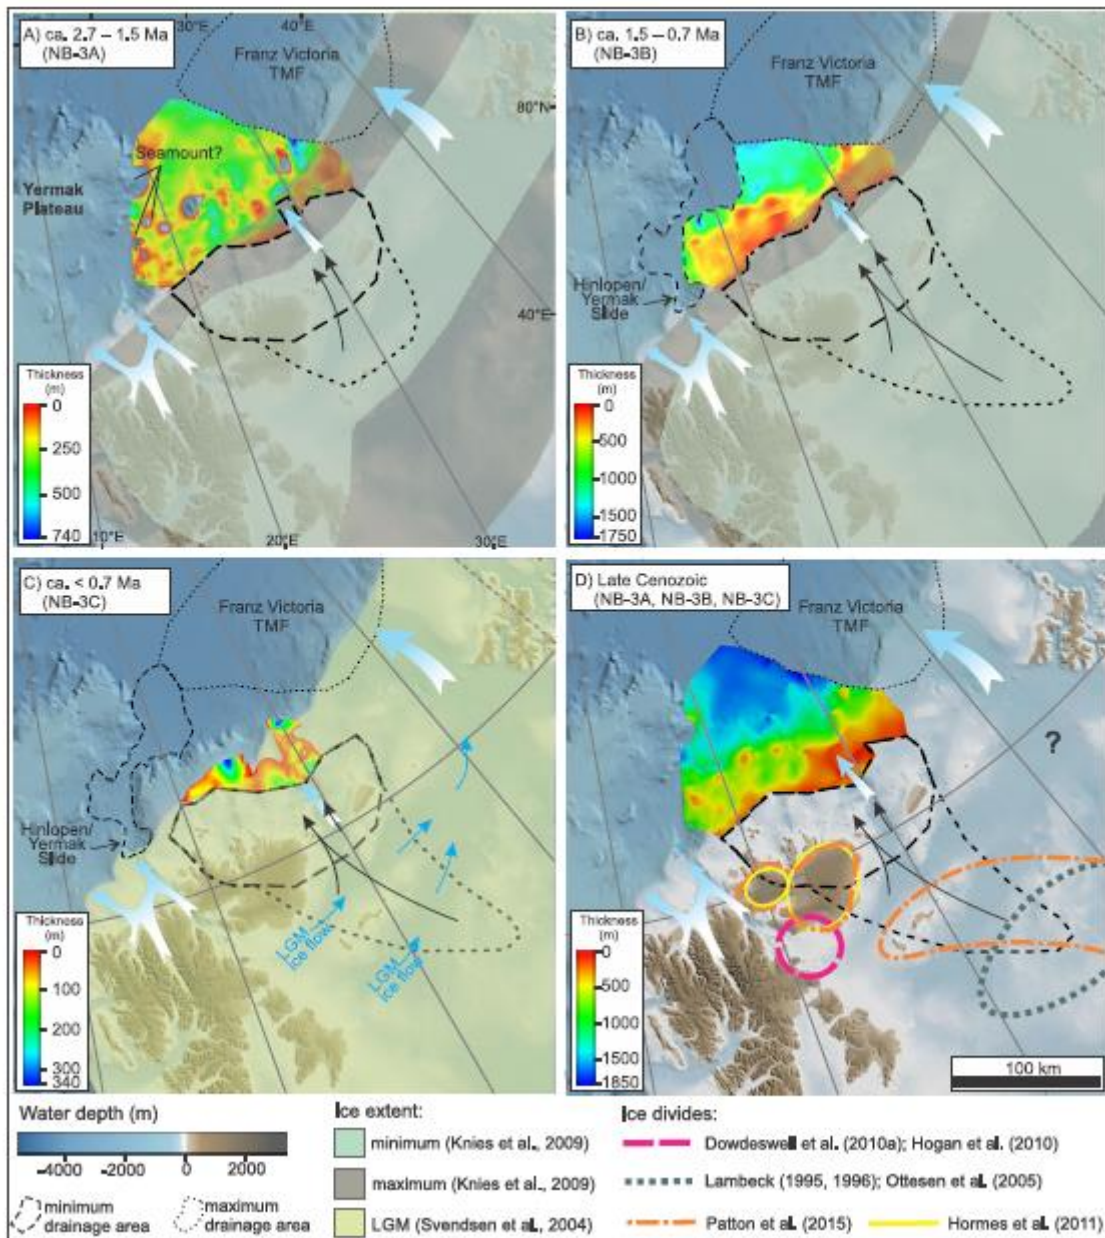 A) ca. 2.7 – 1.5 Ma
(NB-3A)
30°E
40°E
Franz Victoria
TMF
80°N
Seamount?
Yermak
Plateau
40°E
Thickness
(m)
0
250
500
740
10°E
20°E
30°E
B) ca. 1.5 – 0.7 Ma
(NB-3B)
Franz Victoria
TMF
Hinlopen/
Yermak
Slide
Thickness
(m)
0
500
1000
1500
1750
C) ca. < 0.7 Ma
(NB-3C)
Franz Victoria
TMF
Hinlopen/
Yermak
Slide
LGM
Ice flow
LGM
Ice flow
Thickness
(m)
0
100
200
300
340
D) Late Cenozoic
(NB-3A, NB-3B, NB-3C)
Franz Victoria
TMF
?
Thickness
(m)
0
500
1000
1500
1850
100 km
Water depth (m)
-4000 -2000 0 2000
minimum
drainage area
maximum
drainage area
Ice extent:
minimum (Knies et al., 2009)
maximum (Knies et al., 2009)
LGM (Svendsen et al., 2004)
Ice divides:
Dowdeswell et al. (2010a); Hogan et al. (2010)
Lambeck (1995, 1996); Ottesen et al. (2005)
Patton et al. (2015)
Hormes et al. (2011)